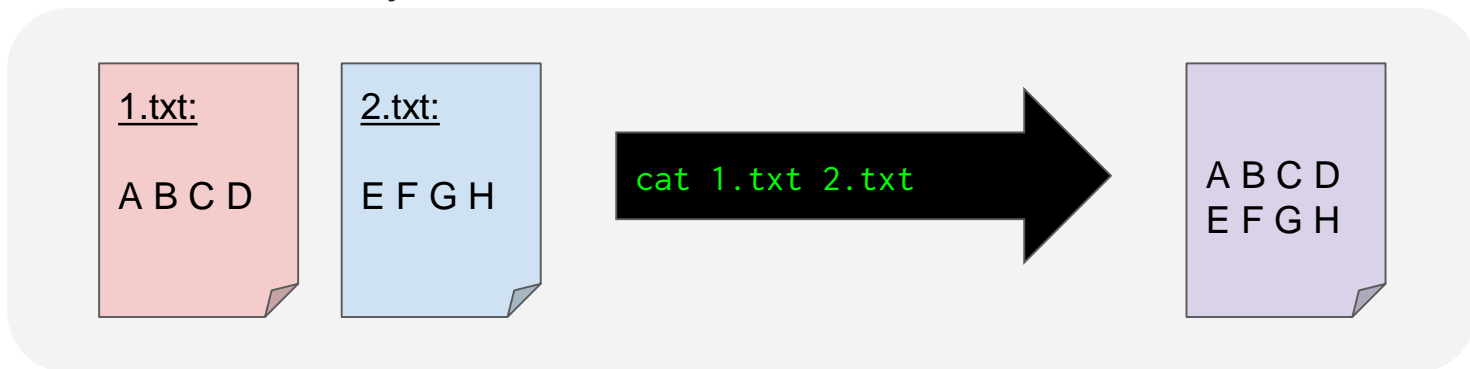 1.txt:
A B C D
2.txt:
E F G H
cat 1.txt 2.txt
A B C D
E F G H